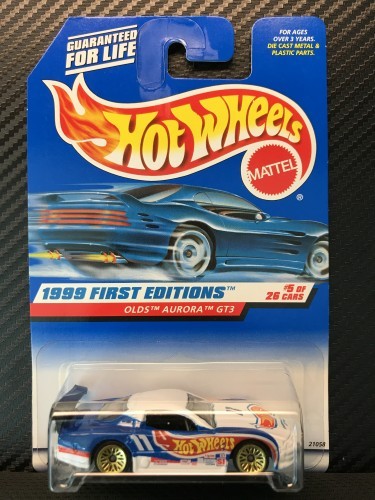 GUARANTEED
FOR LIFE
FOR AGES
OVER 3 YEARS.
DIE CAST METAL &
PLASTIC PARTS.
HOT WHEELS
MATTEL
®
1999 FIRST EDITIONS™
#5 OF
26 CARS
OLDS™ AURORA™ GT3
21058
11
HOT WHEELS